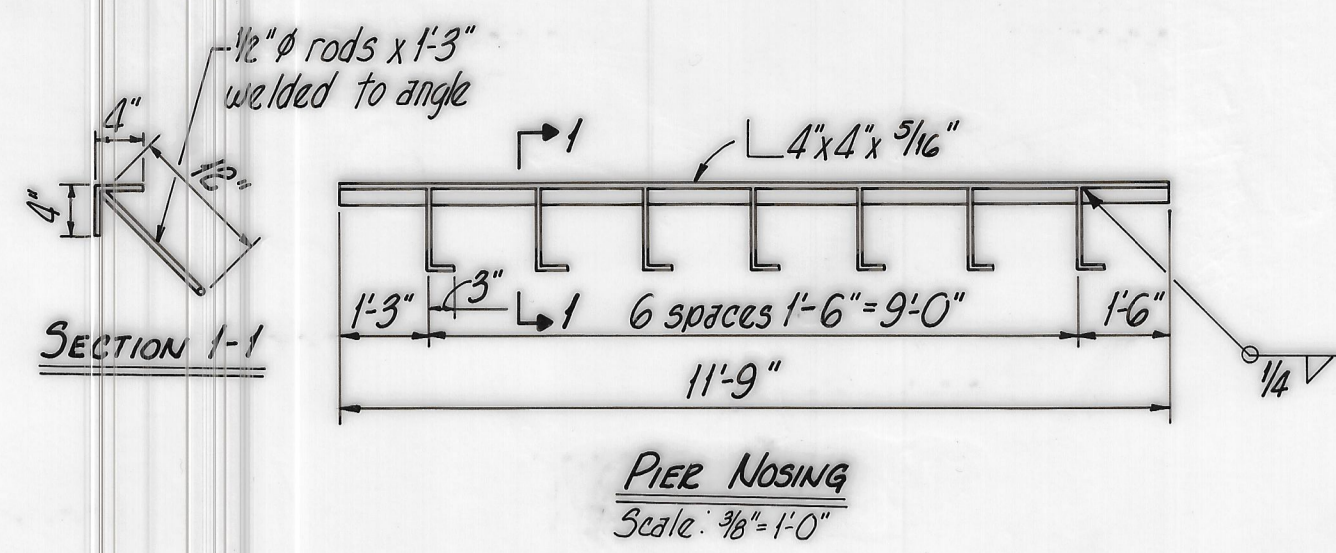 1/2"ø rods x 1'-3"
welded to angle
4"
12"
4"
SECTION 1-1
1
4"x4"x 5/16"
3"
1
1'-3"
6 spaces 1'-6"=9'-0"
1'-6"
11'-9"
1/4
PIER NOSING
Scale: 3/8"=1'-0"